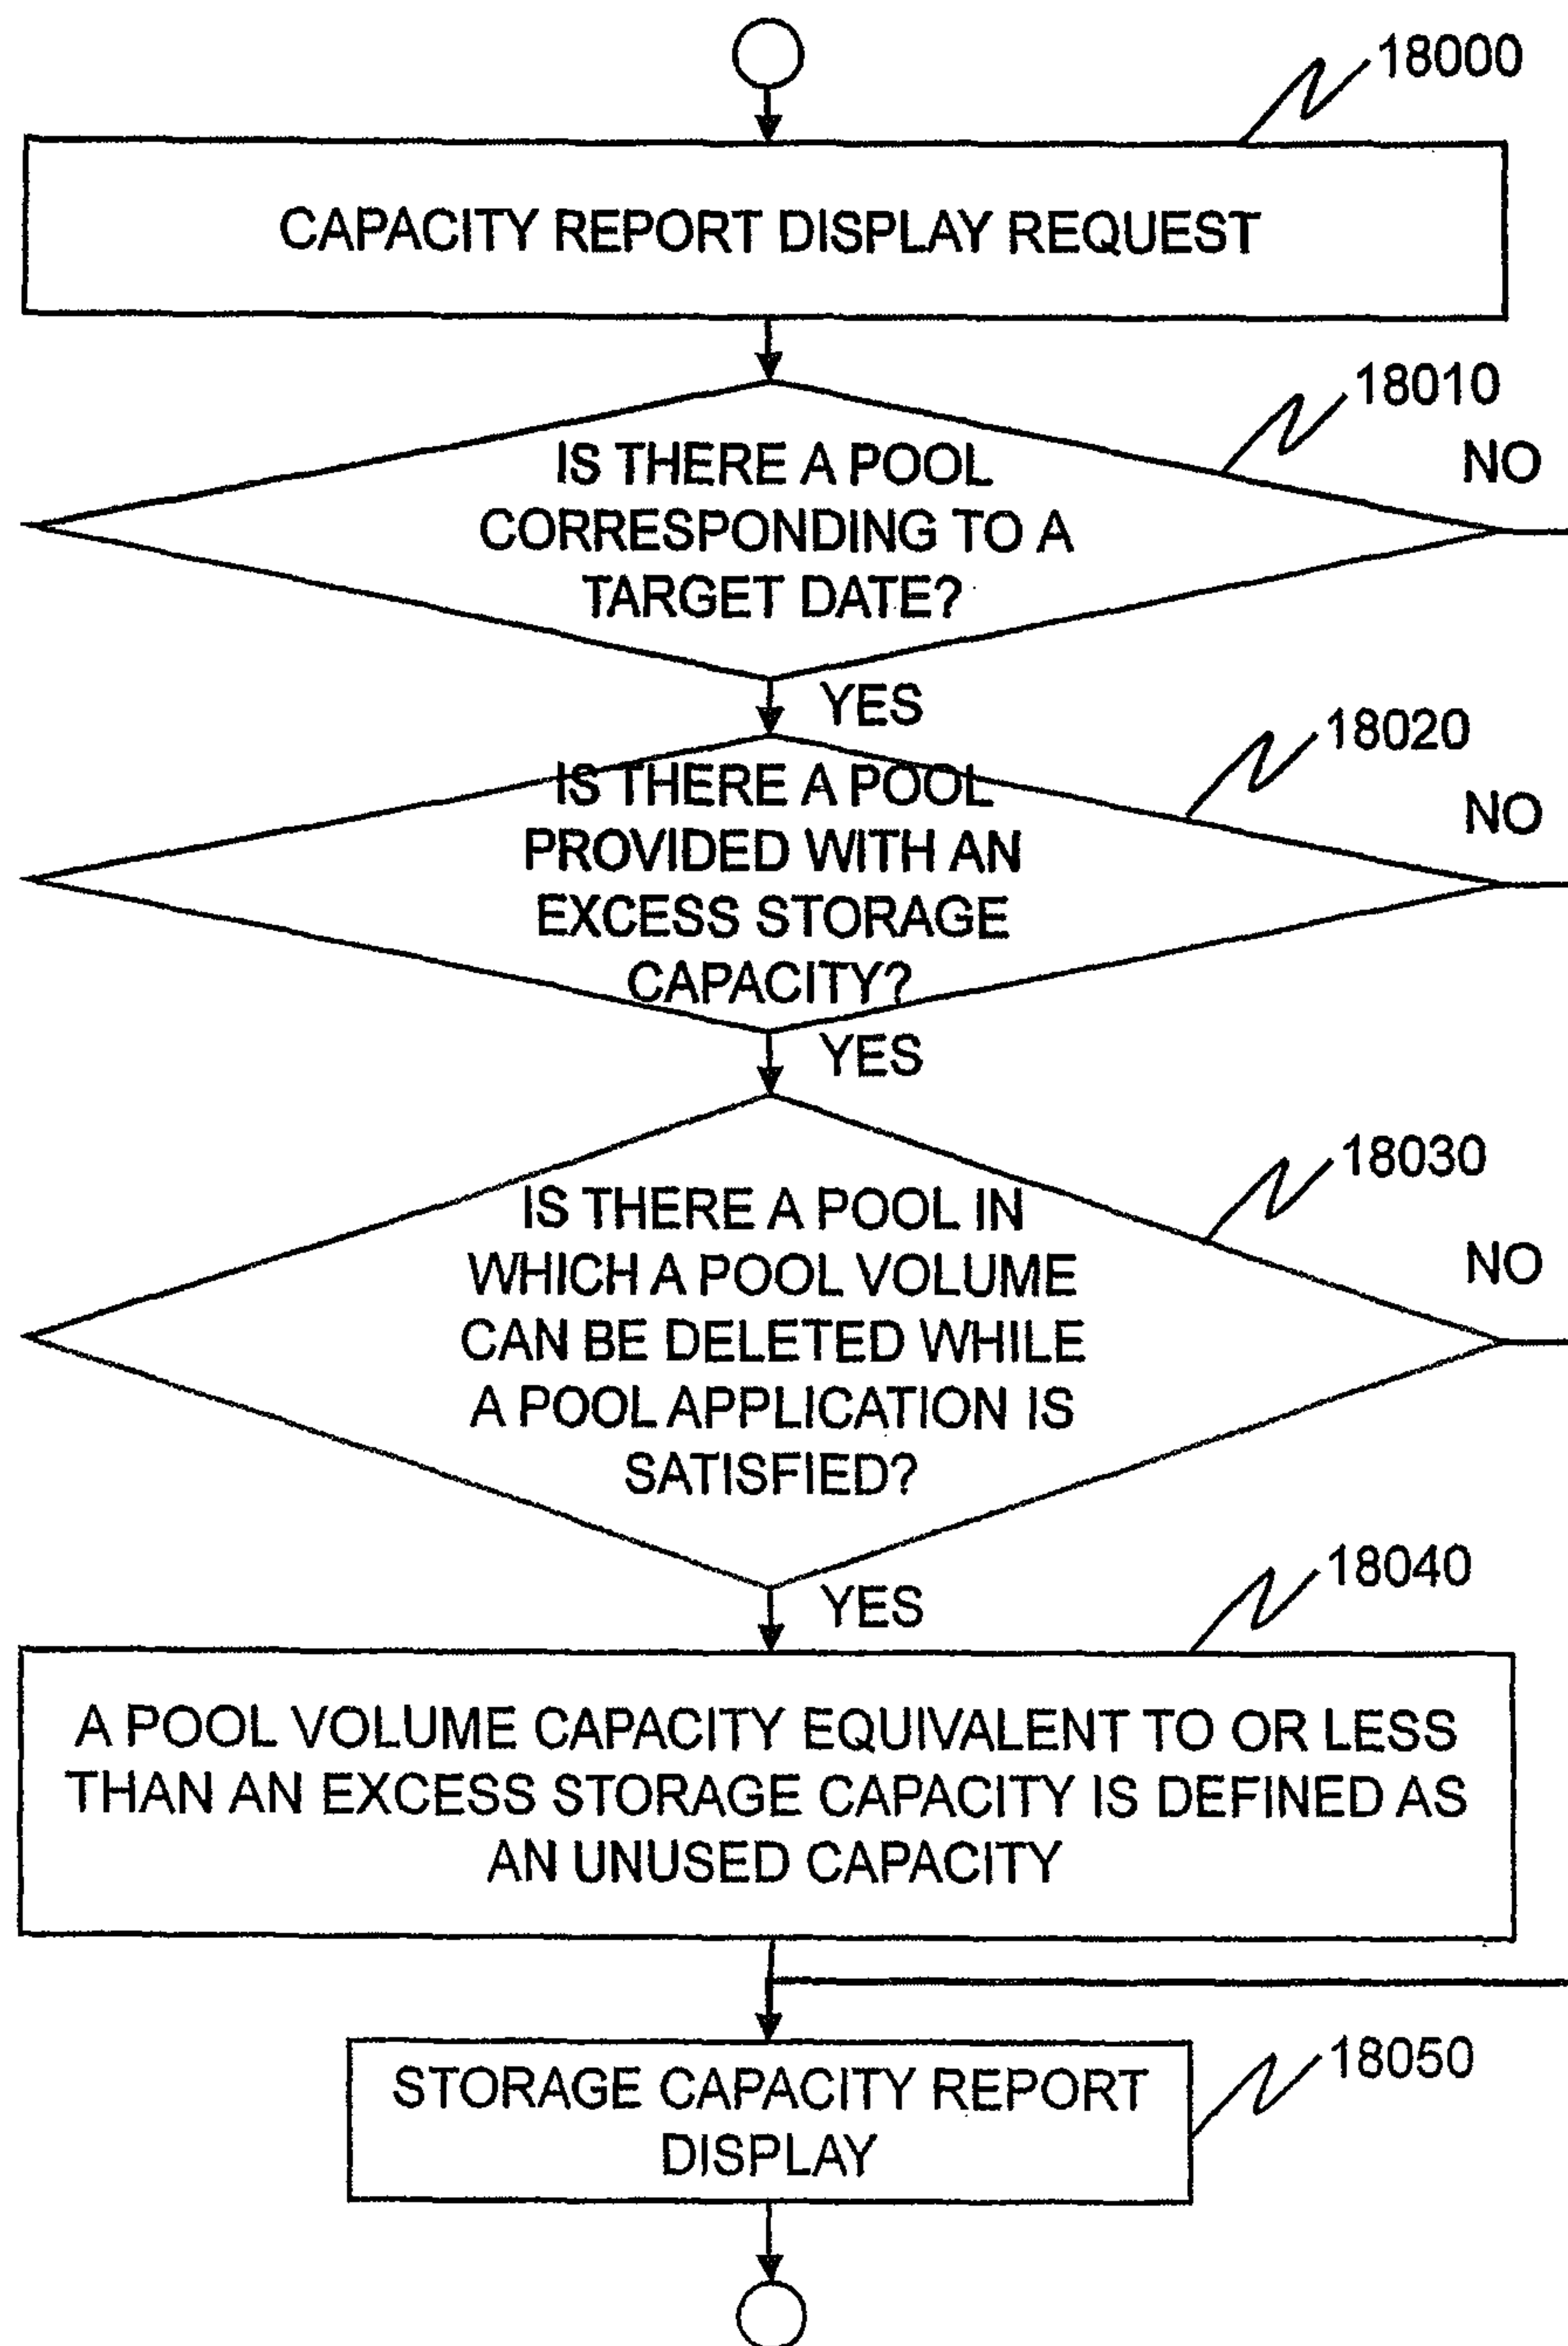 18000
CAPACITY REPORT DISPLAY REQUEST
18010
NO
IS THERE A POOL
CORRESPONDING TO A
TARGET DATE?
YES
18020
NO
IS THERE A POOL
PROVIDED WITH AN
EXCESS STORAGE
CAPACITY?
YES
18030
NO
IS THERE A POOL IN
WHICH A POOL VOLUME
CAN BE DELETED WHILE
A POOL APPLICATION IS
SATISFIED?
YES
18040
A POOL VOLUME CAPACITY EQUIVALENT TO OR LESS
THAN AN EXCESS STORAGE CAPACITY IS DEFINED AS
AN UNUSED CAPACITY
18050
STORAGE CAPACITY REPORT
DISPLAY